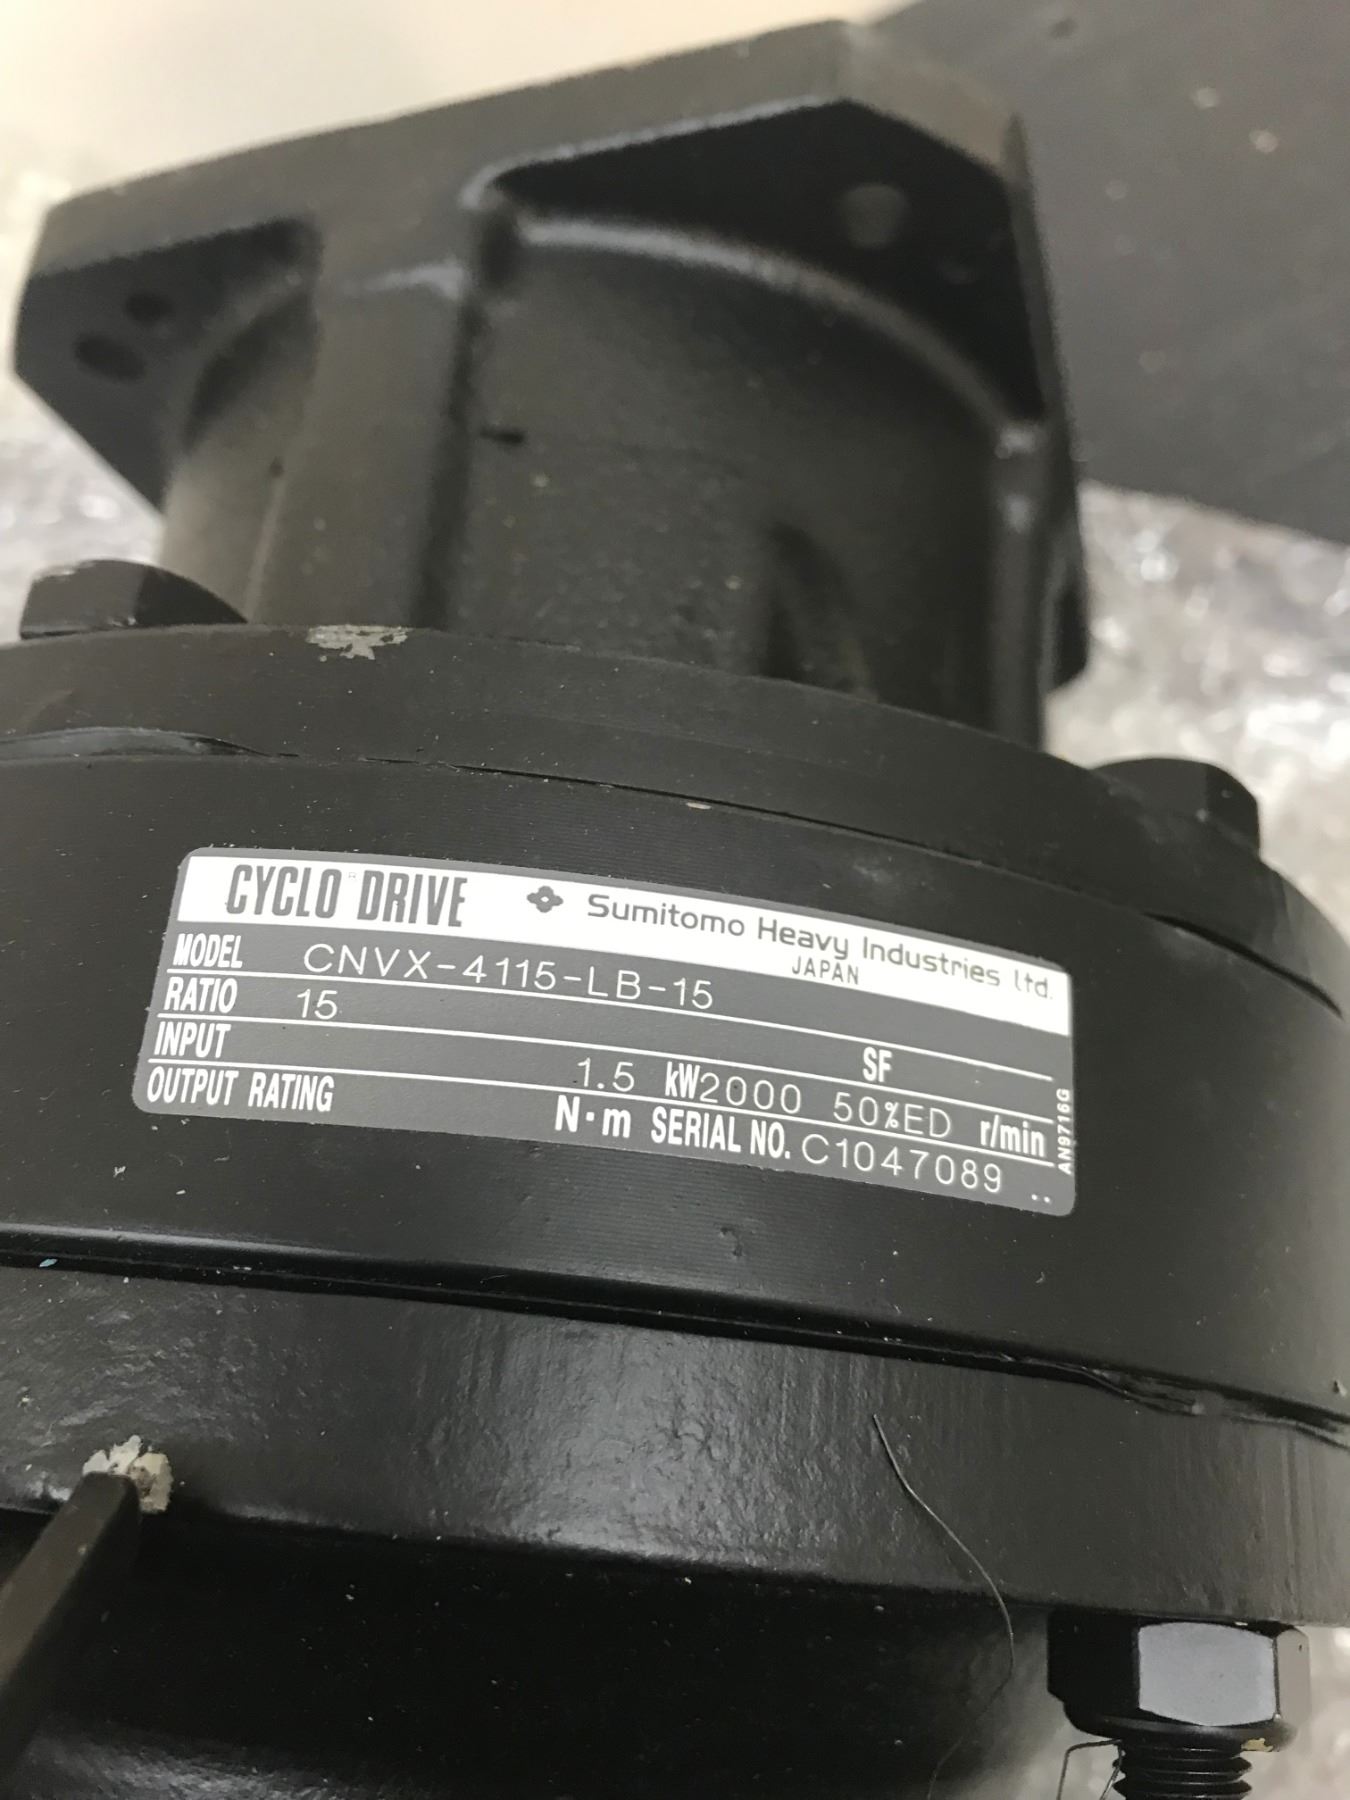 CYCLO® DRIVE Sumitomo Heavy Industries Ltd.
JAPAN
MODEL CNVX-4115-LB-15
RATIO 15 SF
INPUT 1.5 kW 2000 50%ED r/min
OUTPUT RATING N·m SERIAL NO. C1047089 ..
AN9716G